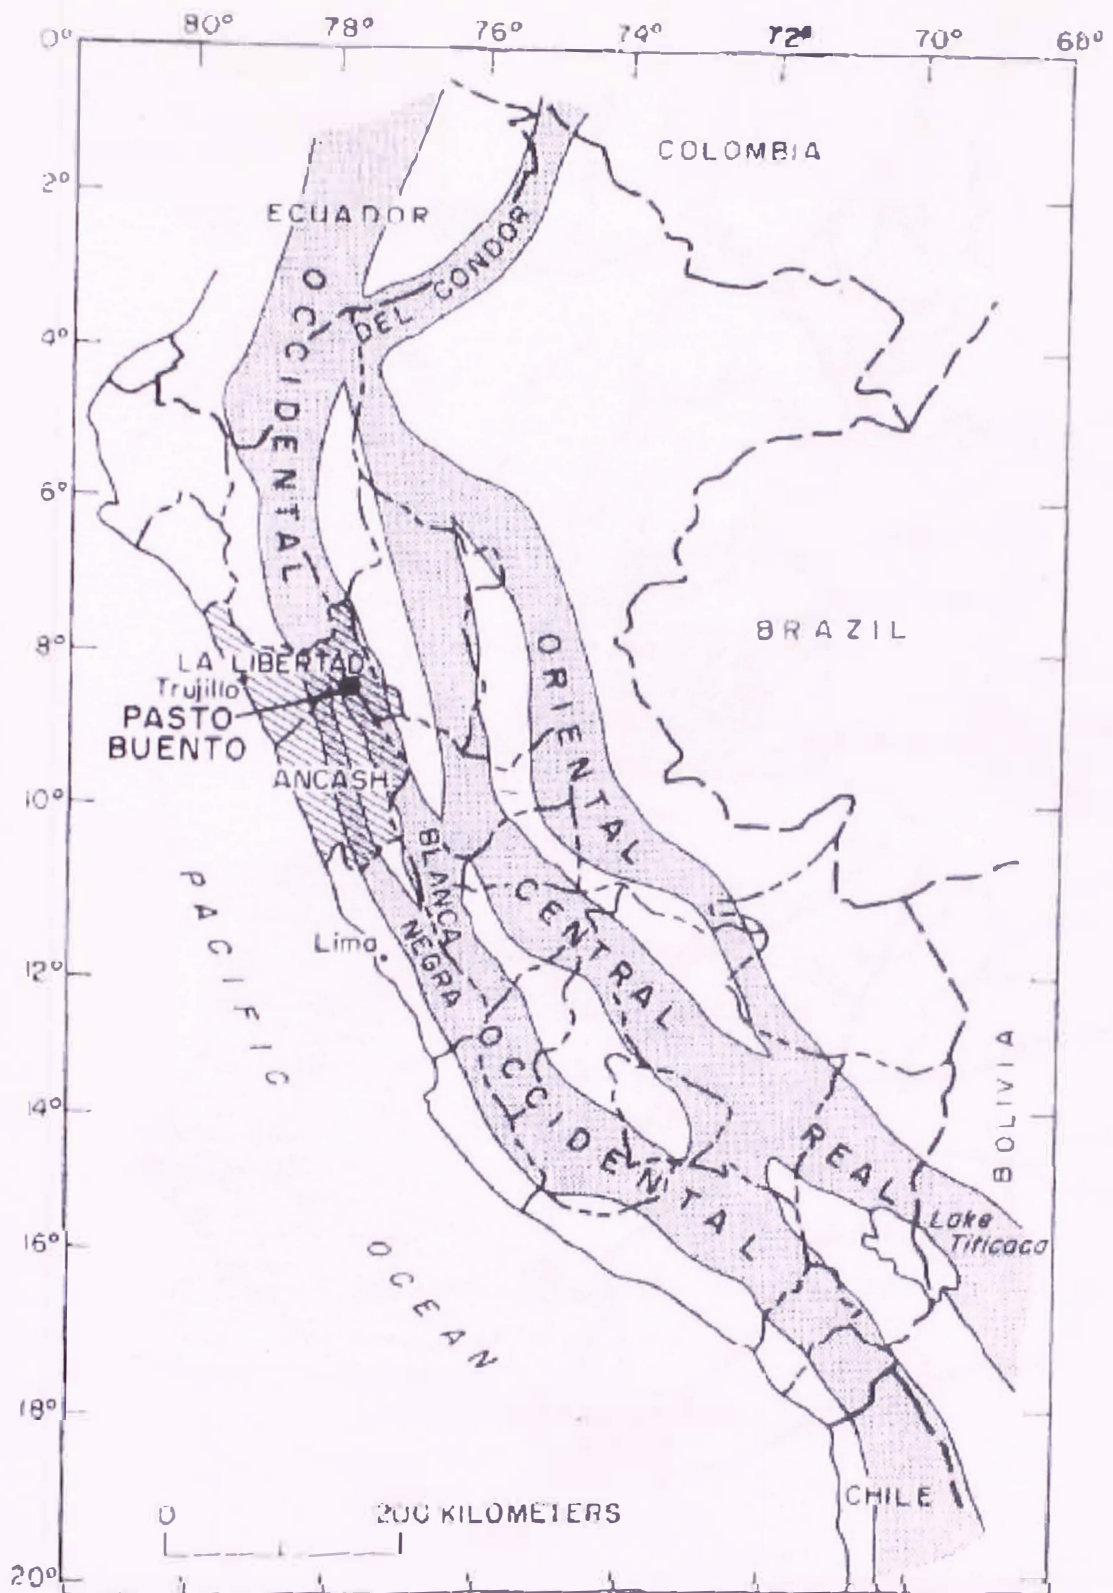 80° 78° 76° 74° 72° 70° 68°
0°
2°
4°
6°
8°
10°
12°
14°
16°
18°
20°
COLOMBIA
ECUADOR
DEL CONDOR
OCCIDENTAL
BRAZIL
ORIENTAL
LA LIBERTAD
Trujillo
PASTO
BUENTO
ANCASH
BLANCA
NEGRA
CENTRAL
Lima
PACIFIC
OCEAN
OCCIDENTAL
REAL
BOLIVIA
Lake
Titicaca
CHILE
0 200 KILOMETERS